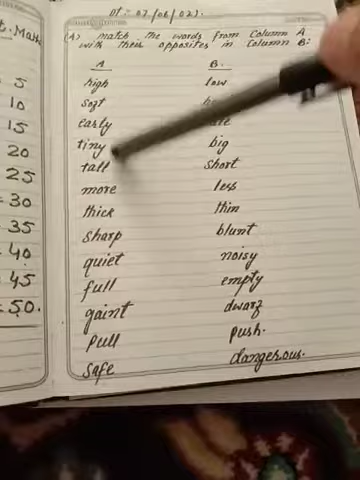 Dt:- 07/06/023.
(A) match the words from Column A
with their opposites in Column B:
A B.
high low
soft
early
tiny big
tall short
more less
thick thin
sharp blunt
quiet noisy
full empty
gaint dwarf
pull push.
safe dangerous.
Maths
5
10
15
20
25
= 30
= 35
= 40
= 45
= 50.